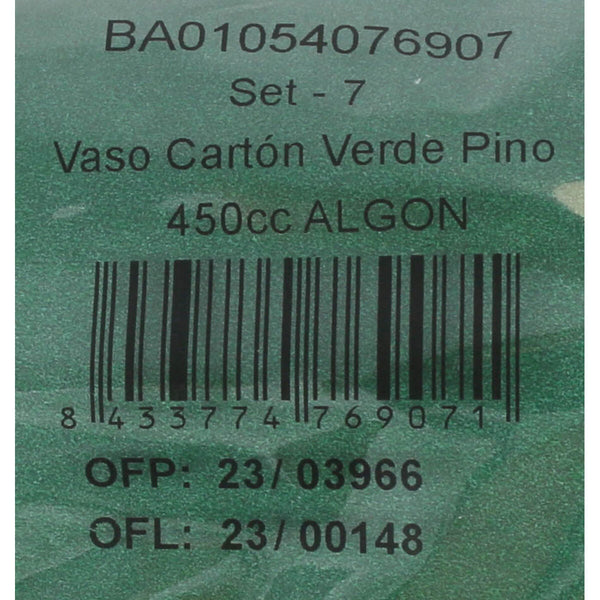 BA01054076907
Set - 7
Vaso Cartón Verde Pino
450cc ALGON
8 433774 769071
OFP: 23/ 03966
OFL: 23/ 00148